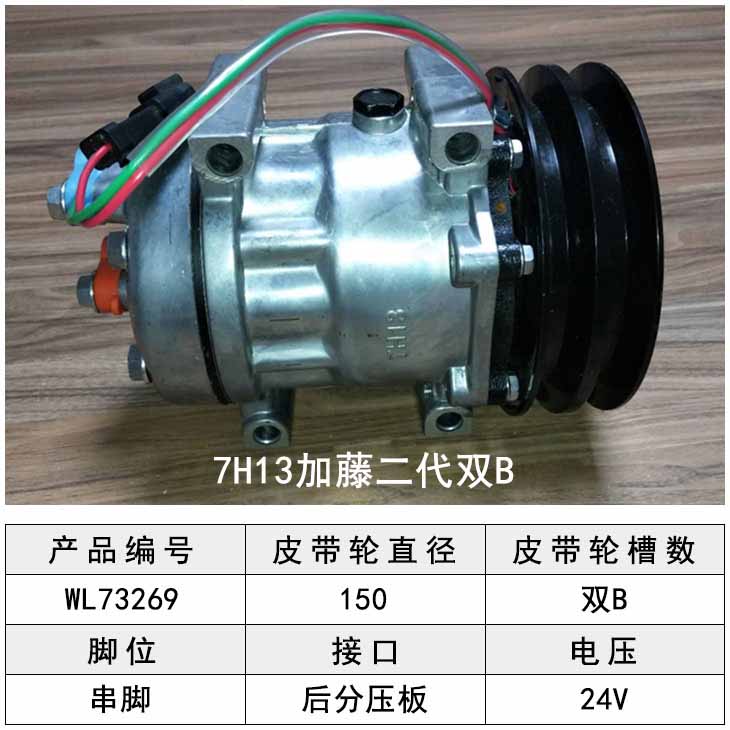 7H13
7H13加藤二代双B
产品编号 皮带轮直径 皮带轮槽数
WL73269 150 双B
脚位 接口 电压
串脚 后分压板 24V